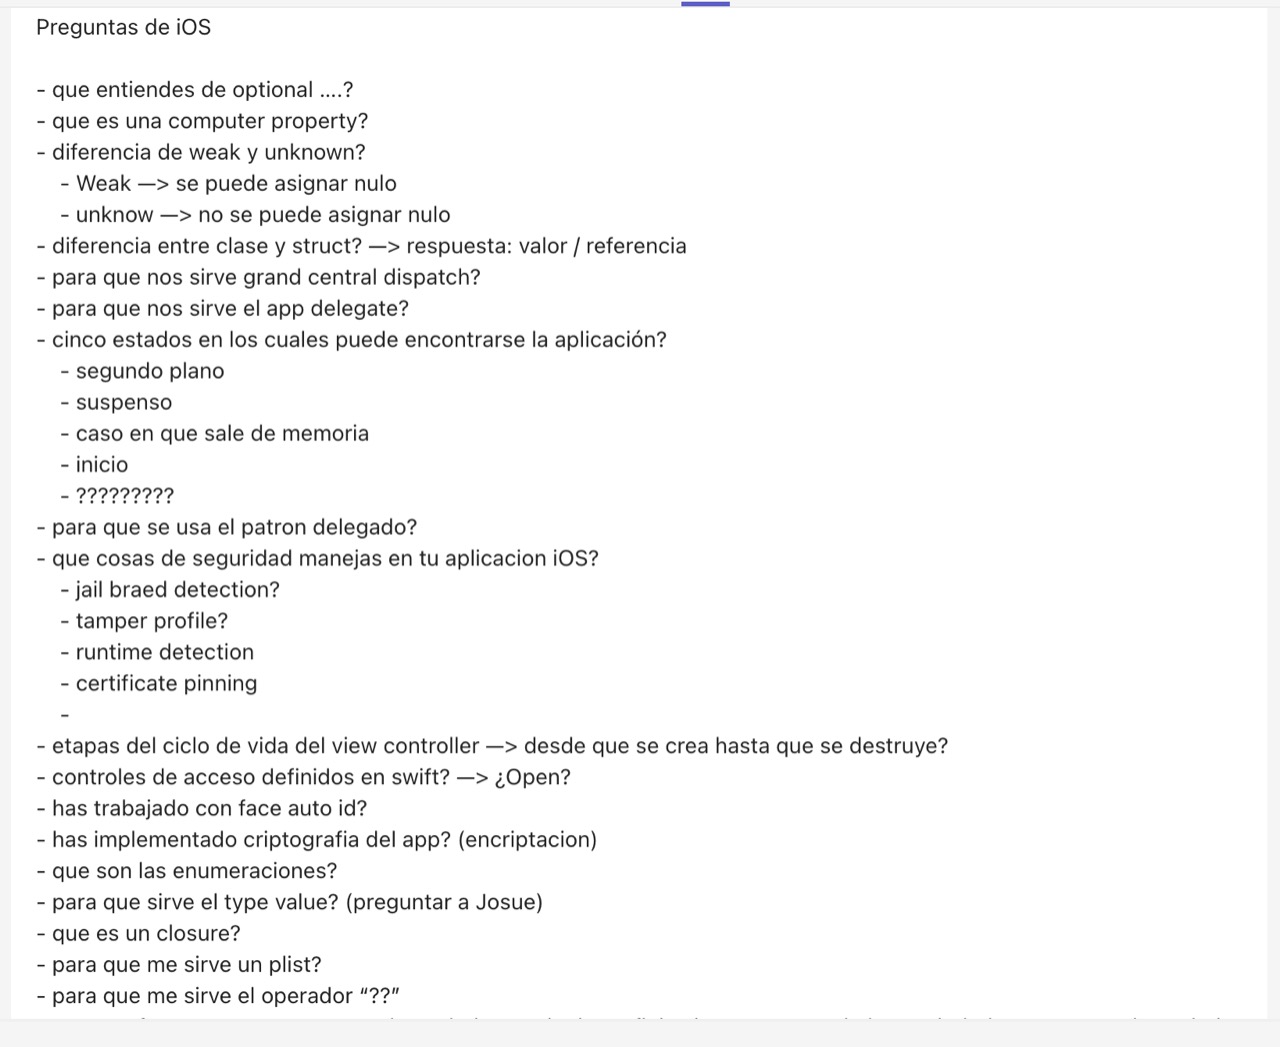 Preguntas de iOS
- que entiendes de optional ....?
- que es una computer property?
- diferencia de weak y unknown?
- Weak —> se puede asignar nulo
- unknow —> no se puede asignar nulo
- diferencia entre clase y struct? —> respuesta: valor / referencia
- para que nos sirve grand central dispatch?
- para que nos sirve el app delegate?
- cinco estados en los cuales puede encontrarse la aplicación?
- segundo plano
- suspenso
- caso en que sale de memoria
- inicio
- ?????????
- para que se usa el patron delegado?
- que cosas de seguridad manejas en tu aplicacion iOS?
- jail braed detection?
- tamper profile?
- runtime detection
- certificate pinning
-
- etapas del ciclo de vida del view controller —> desde que se crea hasta que se destruye?
- controles de acceso definidos en swift? —> ¿Open?
- has trabajado con face auto id?
- has implementado criptografia del app? (encriptacion)
- que son las enumeraciones?
- para que sirve el type value? (preguntar a Josue)
- que es un closure?
- para que me sirve un plist?
- para que me sirve el operador “??”